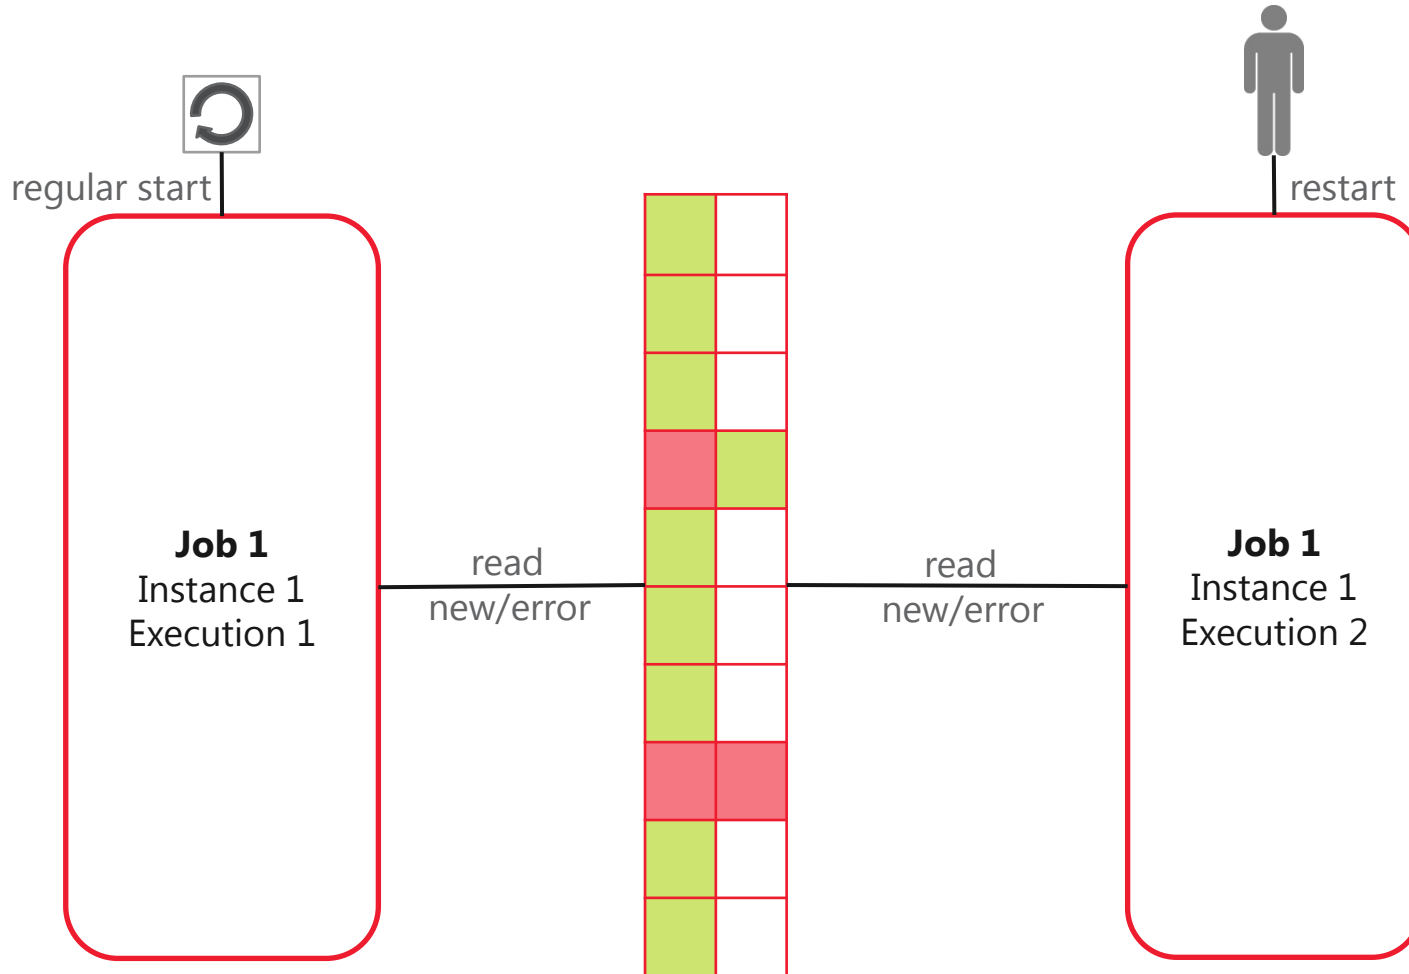 regular start
restart
Job 1
Instance 1
Execution 1
read
new/error
read
new/error
Job 1
Instance 1
Execution 2